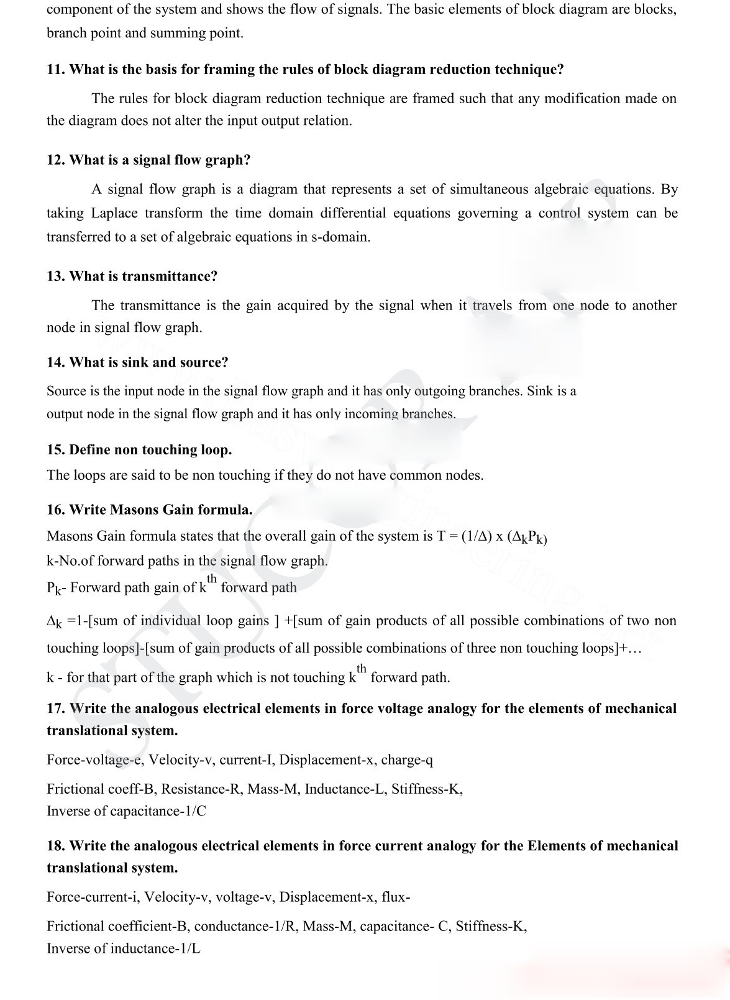 component of the system and shows the flow of signals. The basic elements of block diagram are blocks,
branch point and summing point.
11. What is the basis for framing the rules of block diagram reduction technique?
The rules for block diagram reduction technique are framed such that any modification made on
the diagram does not alter the input output relation.
12. What is a signal flow graph?
A signal flow graph is a diagram that represents a set of simultaneous algebraic equations. By
taking Laplace transform the time domain differential equations governing a control system can be
transferred to a set of algebraic equations in s-domain.
13. What is transmittance?
The transmittance is the gain acquired by the signal when it travels from one node to another
node in signal flow graph.
14. What is sink and source?
Source is the input node in the signal flow graph and it has only outgoing branches. Sink is a
output node in the signal flow graph and it has only incoming branches.
15. Define non touching loop.
The loops are said to be non touching if they do not have common nodes.
16. Write Masons Gain formula.
Masons Gain formula states that the overall gain of the system is T = (1/Δ) x (ΔkPk)
k-No.of forward paths in the signal flow graph.
Pk- Forward path gain of kth forward path
Δk =1-[sum of individual loop gains ] +[sum of gain products of all possible combinations of two non
touching loops]-[sum of gain products of all possible combinations of three non touching loops]+…
k - for that part of the graph which is not touching kth forward path.
17. Write the analogous electrical elements in force voltage analogy for the elements of mechanical
translational system.
Force-voltage-e, Velocity-v, current-I, Displacement-x, charge-q
Frictional coeff-B, Resistance-R, Mass-M, Inductance-L, Stiffness-K,
Inverse of capacitance-1/C
18. Write the analogous electrical elements in force current analogy for the Elements of mechanical
translational system.
Force-current-i, Velocity-v, voltage-v, Displacement-x, flux-
Frictional coefficient-B, conductance-1/R, Mass-M, capacitance- C, Stiffness-K,
Inverse of inductance-1/L